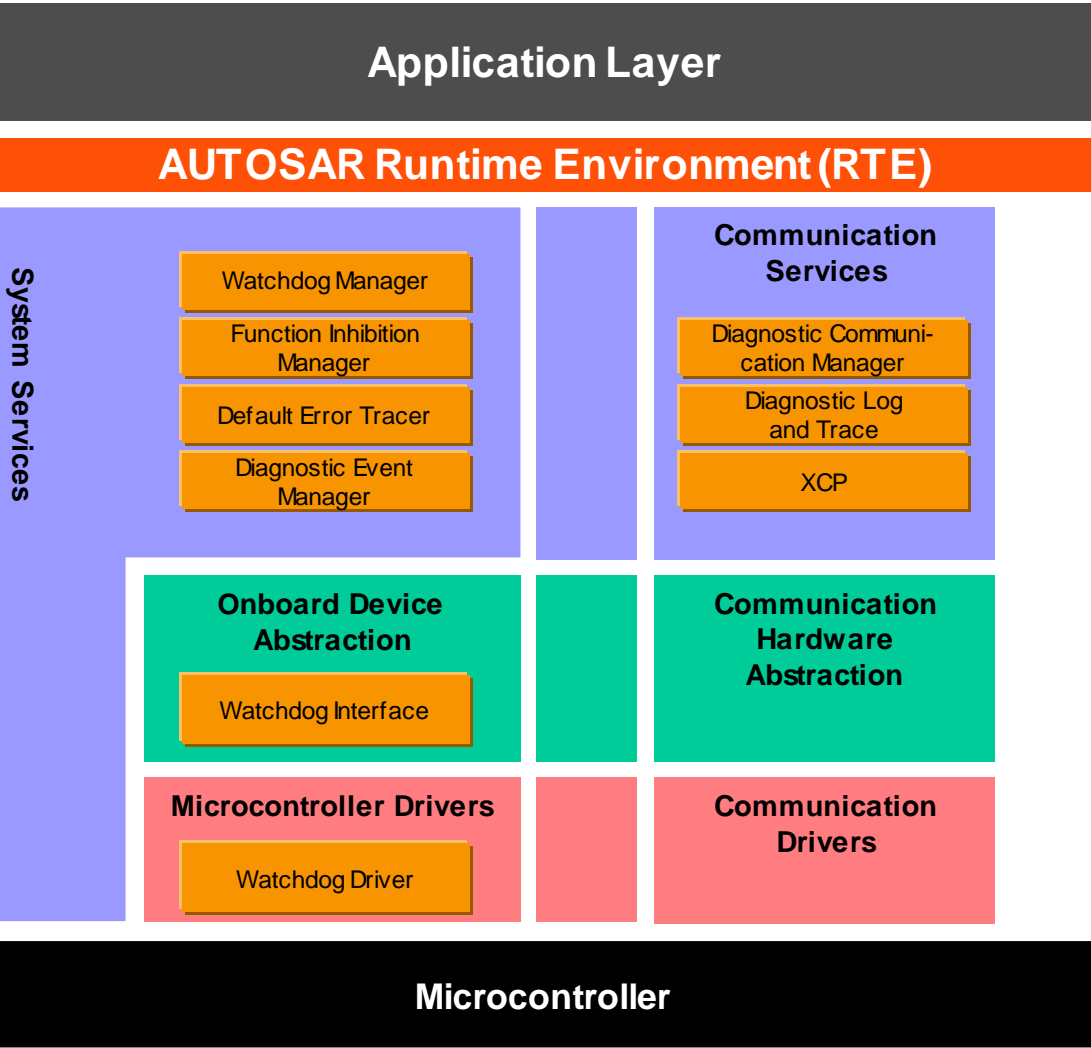 Application Layer
AUTOSAR Runtime Environment (RTE)
System Services
Watchdog Manager
Function Inhibition
Manager
Default Error Tracer
Diagnostic Event
Manager
Communication
Services
Diagnostic Communi-
cation Manager
Diagnostic Log
and Trace
XCP
Onboard Device
Abstraction
Watchdog Interface
Communication
Hardware
Abstraction
Microcontroller Drivers
Watchdog Driver
Communication
Drivers
Microcontroller